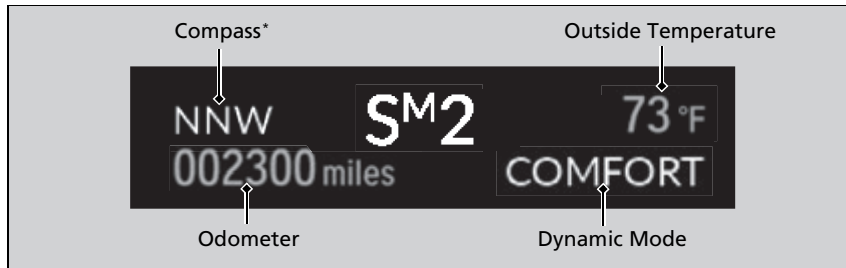 Compass* Outside Temperature
NNW SM2 73 °F
002300 miles COMFORT
Odometer Dynamic Mode